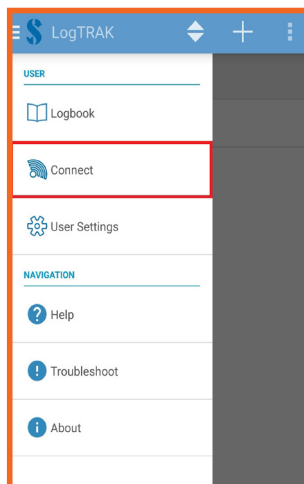 LogTRAK
USER
Logbook
Connect
User Settings
NAVIGATION
Help
Troubleshoot
About